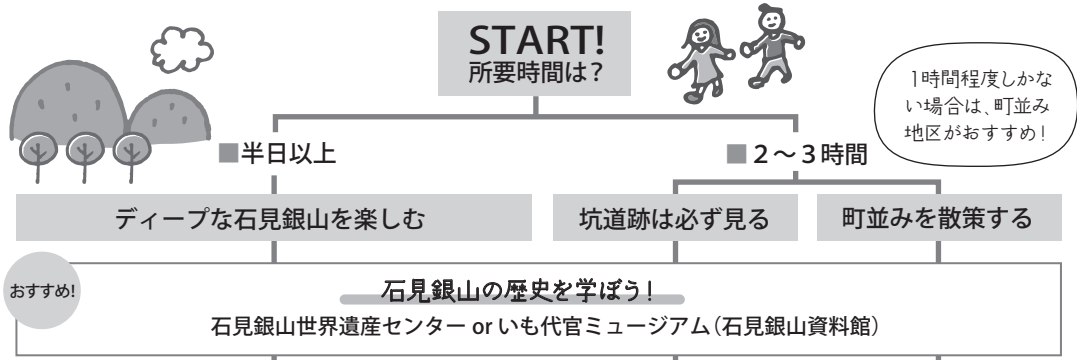 START!
所要時間は？
1時間程度しかな
い場合は、町並み
地区がおすすめ！
■半日以上
■2～3時間
ディープな石見銀山を楽しむ
坑道跡は必ず見る
町並みを散策する
おすすめ！
石見銀山の歴史を学ぼう！
石見銀山世界遺産センター or いも代官ミュージアム（石見銀山資料館）